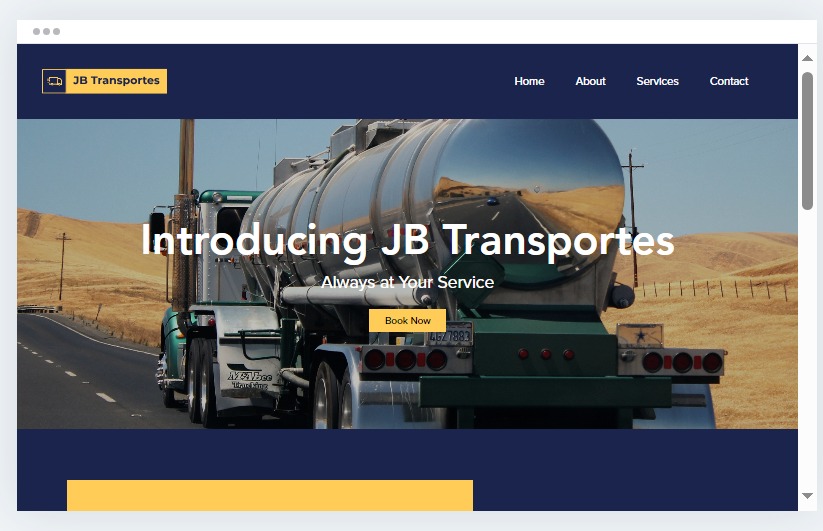 JB Transportes
Home About Services Contact
Introducing JB Transportes
Always at Your Service
Book Now